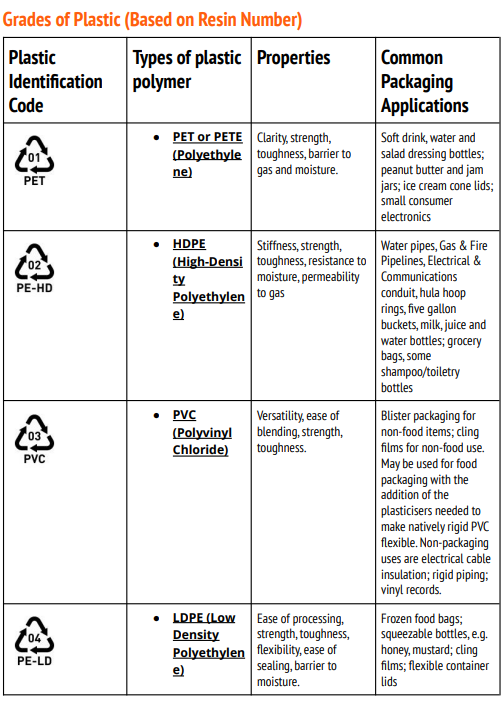 Grades of Plastic (Based on Resin Number)
Plastic
Identification
Code
Types of plastic
polymer
Properties
Common
Packaging
Applications
01
PET
• PET or PETE
(Polyethyle
ne)
Clarity, strength,
toughness, barrier to
gas and moisture.
Soft drink, water and
salad dressing bottles;
peanut butter and jam
jars; ice cream cone lids;
small consumer
electronics
02
PE-HD
• HDPE
(High-Densi
ty
Polyethylen
e)
Stiffness, strength,
toughness, resistance to
moisture, permeability
to gas
Water pipes, Gas & Fire
Pipelines, Electrical &
Communications
conduit, hula hoop
rings, five gallon
buckets, milk, juice and
water bottles; grocery
bags, some
shampoo/toiletry
bottles
03
PVC
• PVC
(Polyvinyl
Chloride)
Versatility, ease of
blending, strength,
toughness.
Blister packaging for
non-food items; cling
films for non-food use.
May be used for food
packaging with the
addition of the
plasticisers needed to
make natively rigid PVC
flexible. Non-packaging
uses are electrical cable
insulation; rigid piping;
vinyl records.
04
PE-LD
• LDPE (Low
Density
Polyethylen
e)
Ease of processing,
strength, toughness,
flexibility, ease of
sealing, barrier to
moisture.
Frozen food bags;
squeezable bottles, e.g.
honey, mustard; cling
films; flexible container
lids